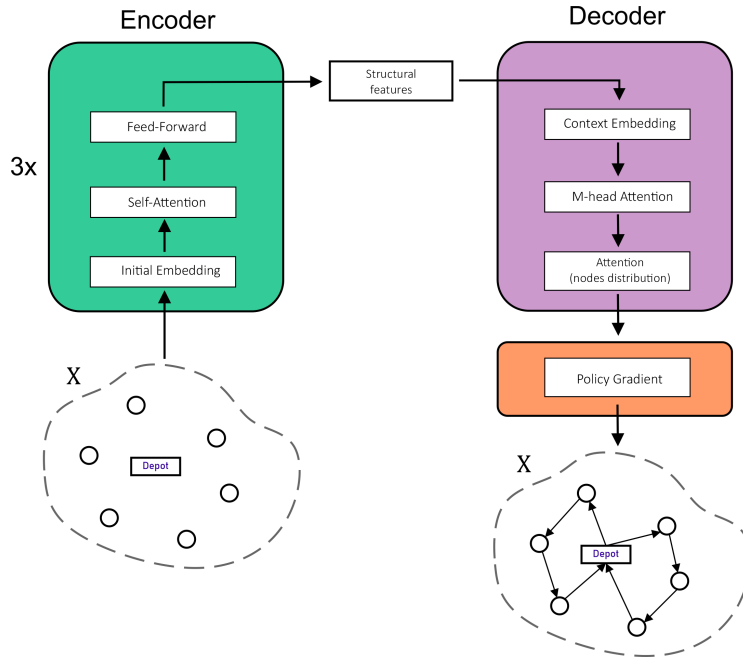 Encoder
Decoder
3x
Feed-Forward
Self-Attention
Initial Embedding
Structural
features
Context Embedding
M-head Attention
Attention
(nodes distribution)
Policy Gradient
X
Depot
X
Depot